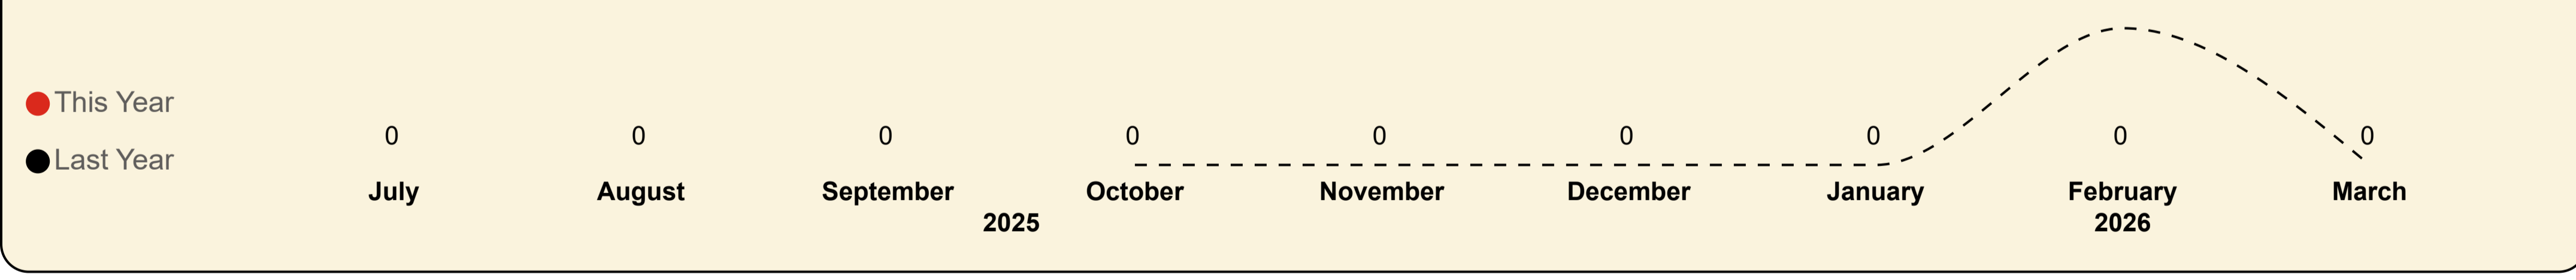 This Year
0 0 0 0 0 0 0 0 0
Last Year
July August September October November December January February March
2025 2026